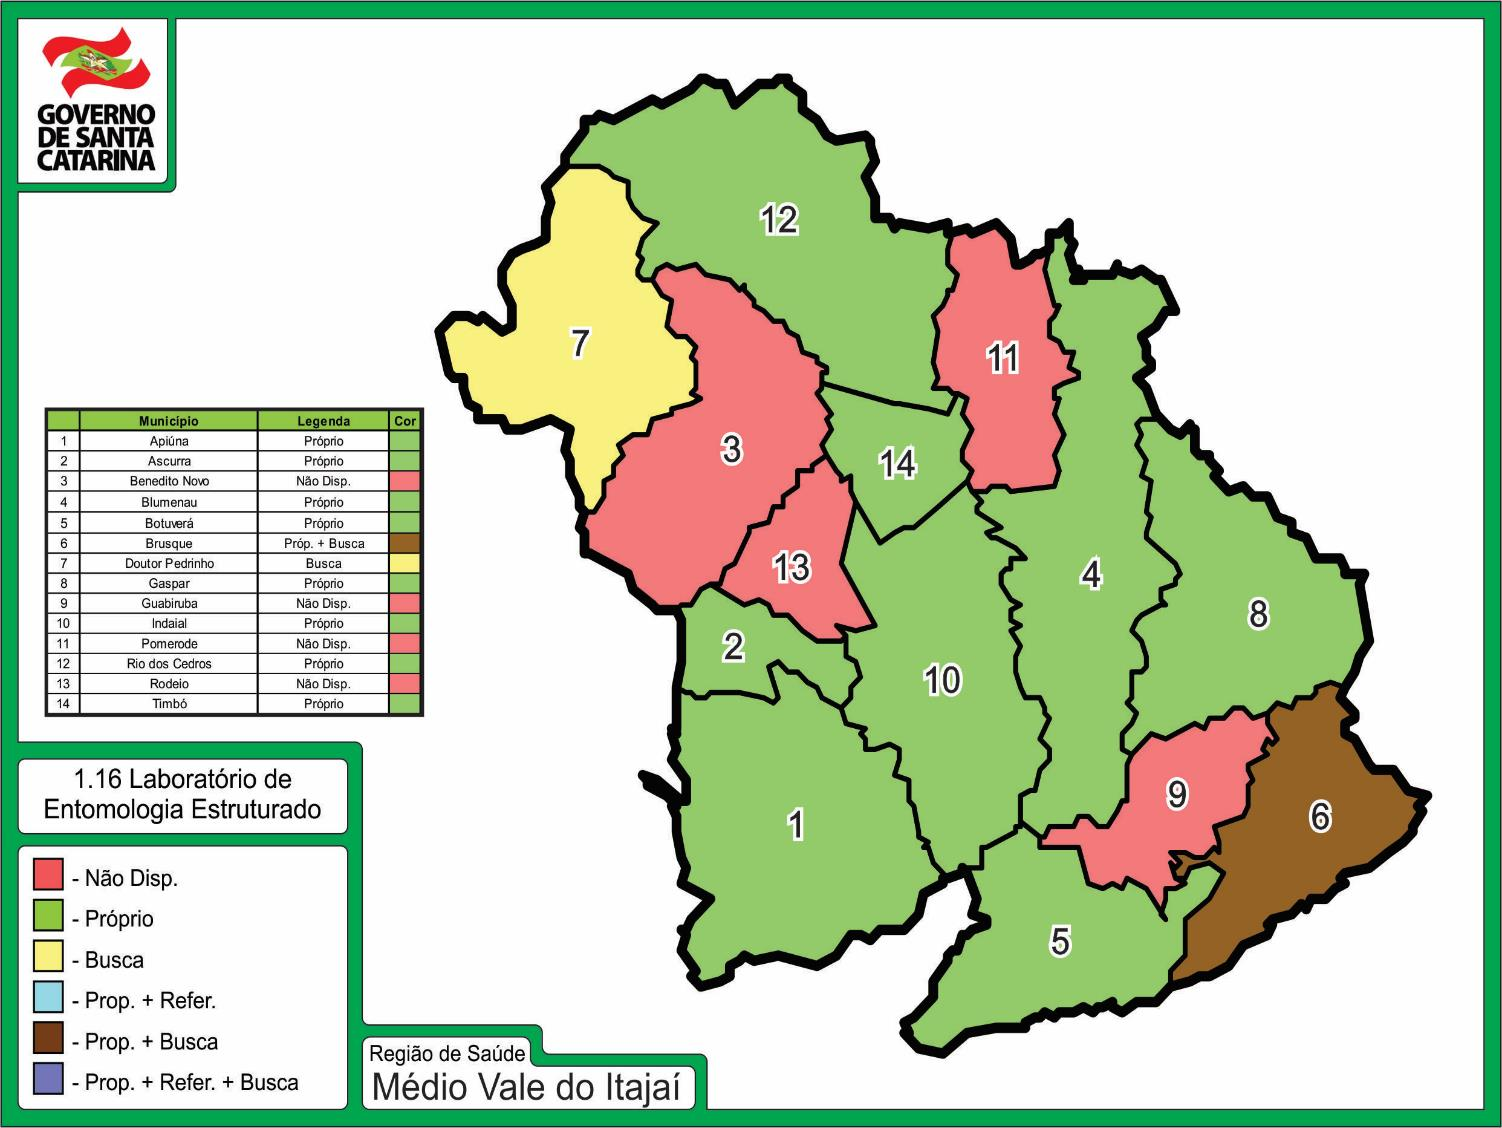 GOVERNO
DE SANTA
CATARINA
12
11
7
3
14
13
4
8
2
10
9
6
1
5
Município Legenda Cor
1 Apiúna Próprio
2 Ascurra Próprio
3 Benedito Novo Não Disp.
4 Blumenau Próprio
5 Botuverá Próprio
6 Brusque Próp. + Busca
7 Doutor Pedrinho Busca
8 Gaspar Próprio
9 Guabiruba Não Disp.
10 Indaial Próprio
11 Pomerode Não Disp.
12 Rio dos Cedros Próprio
13 Rodeio Não Disp.
14 Timbó Próprio
1.16 Laboratório de
Entomologia Estruturado
- Não Disp.
- Próprio
- Busca
- Prop. + Refer.
- Prop. + Busca
- Prop. + Refer. + Busca
Região de Saúde
Médio Vale do Itajaí